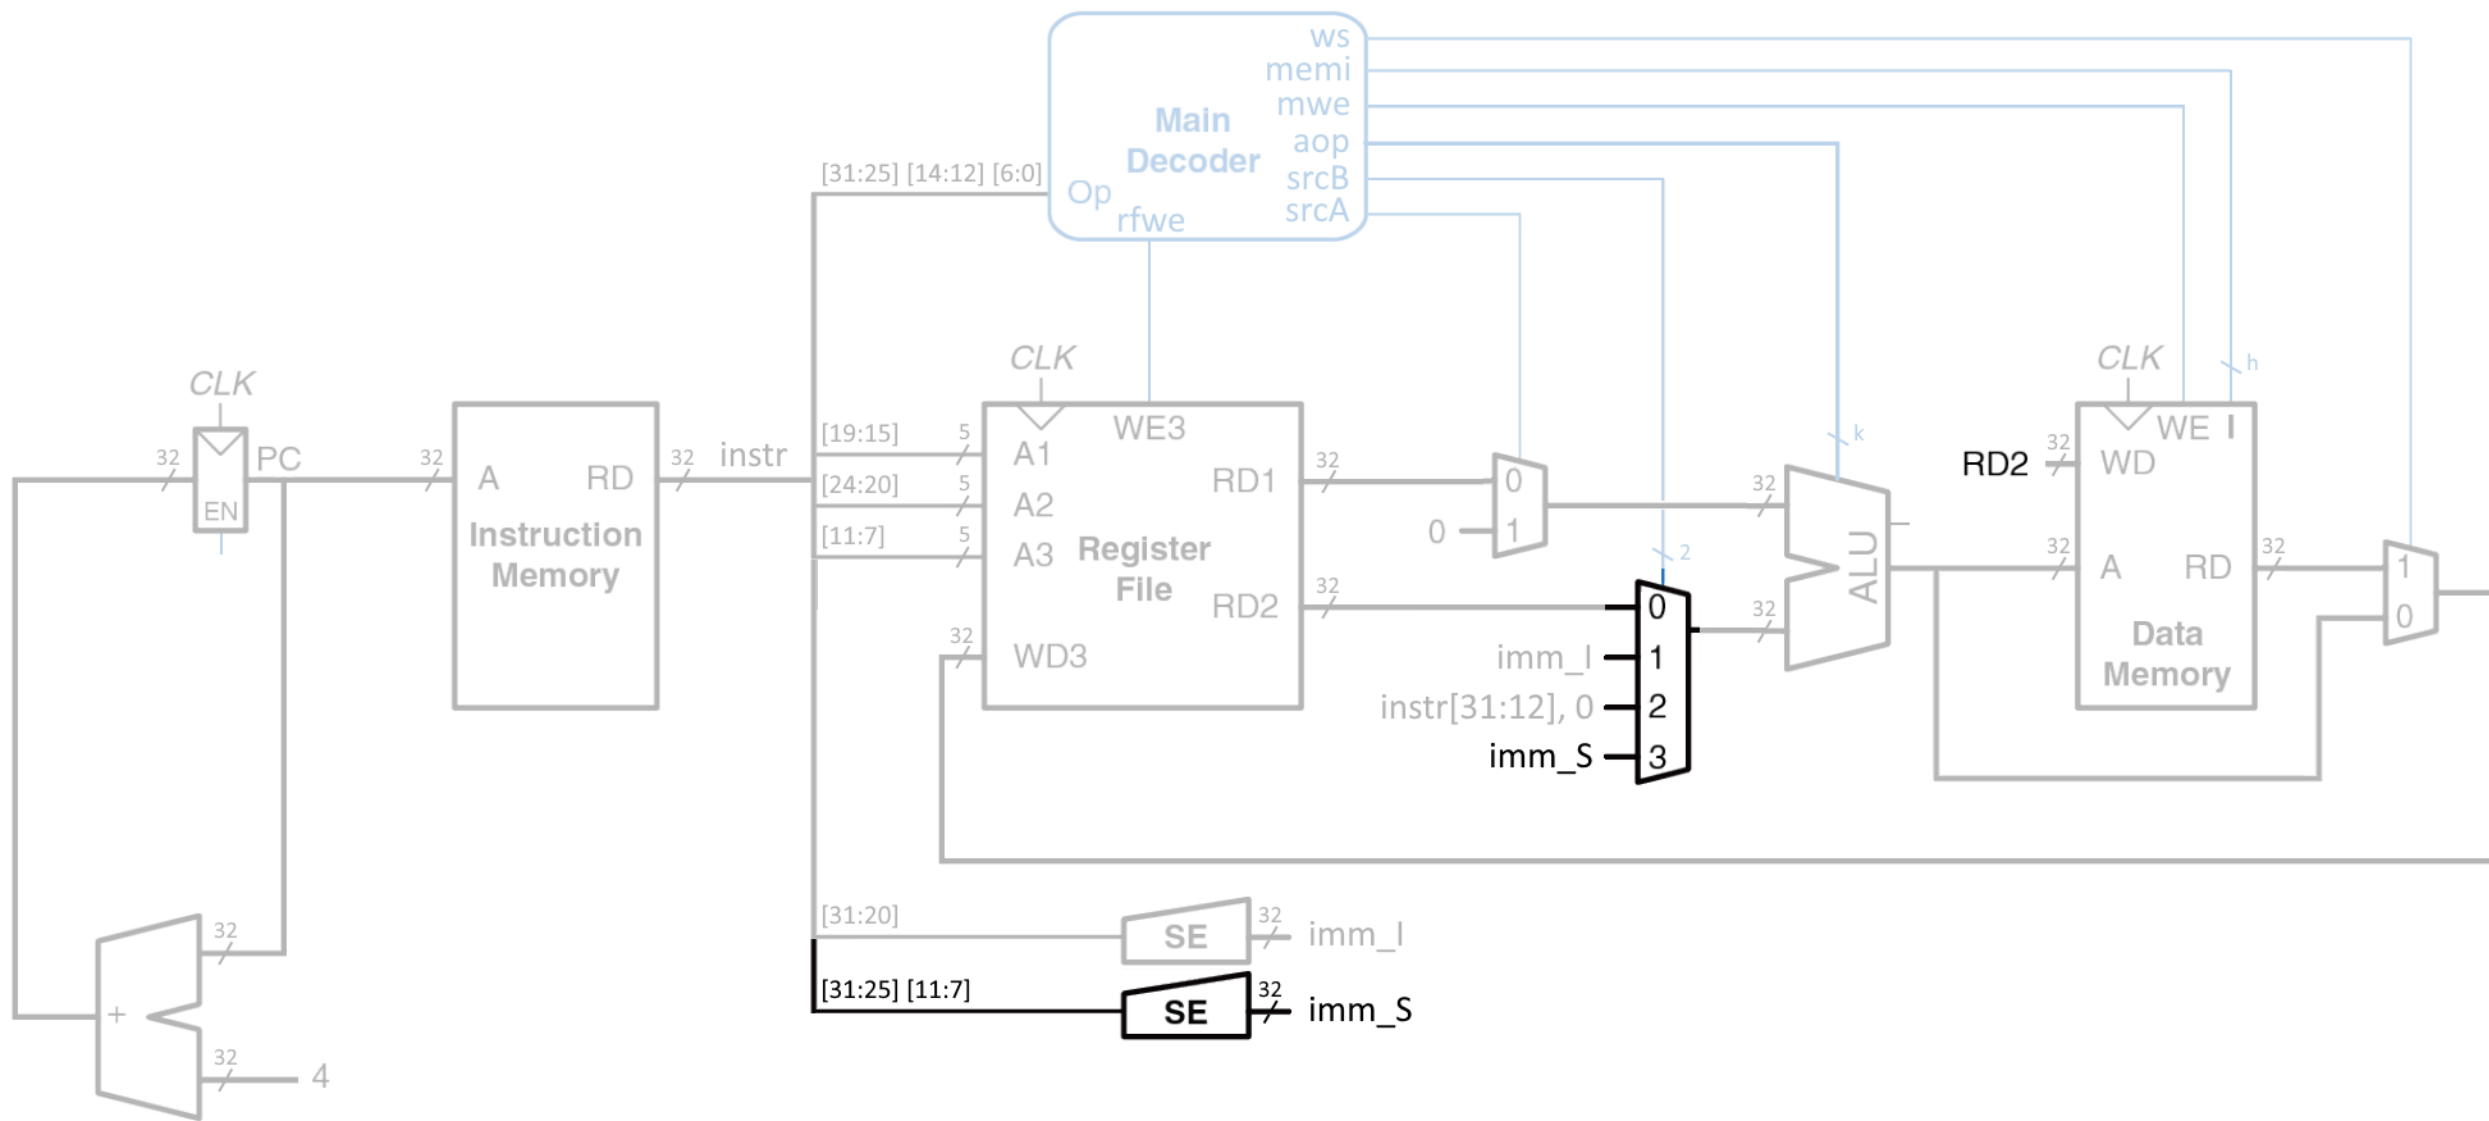 ws
memi
mwe
Main
Decoder
aop
srcB
srcA
[31:25] [14:12] [6:0]
Op
rfwe
CLK
CLK
CLK
h
PC
32
EN
32
A
RD
Instruction
Memory
32
instr
[19:15]
5
A1
[24:20]
5
A2
[11:7]
5
A3
WE3
Register
File
RD1
32
RD2
32
32
WD3
0
0
1
2
0
imm_I
1
instr[31:12], 0
2
imm_S
3
k
32
32
ALU
RD2
32
WD
WE
I
32
A
RD
32
Data
Memory
1
0
[31:20]
SE
32
imm_I
[31:25] [11:7]
SE
32
imm_S
32
+
32
4